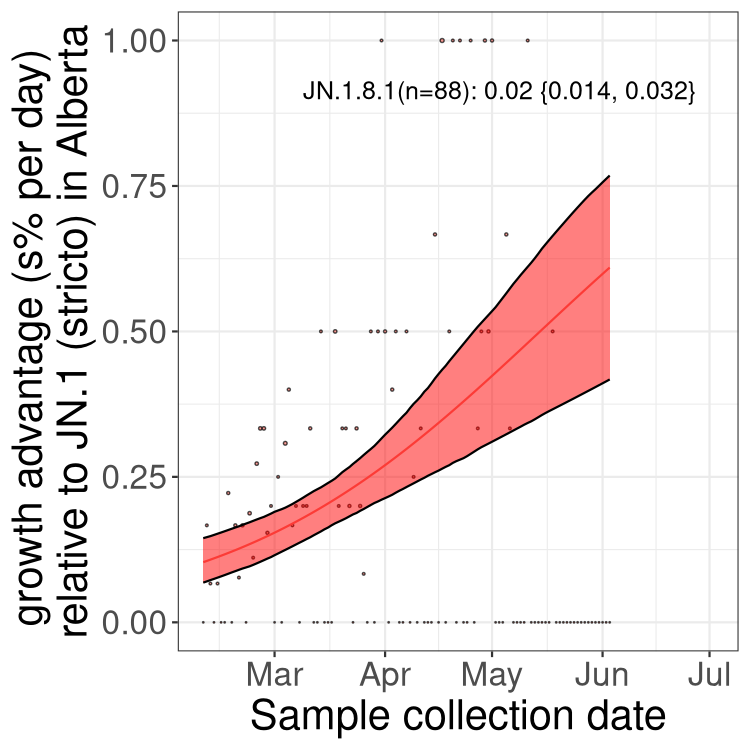 growth advantage (s% per day)
relative to JN.1 (stricto) in Alberta
1.00
0.75
0.50
0.25
0.00
JN.1.8.1(n=88): 0.02 {0.014, 0.032}
Mar Apr May Jun Jul
Sample collection date